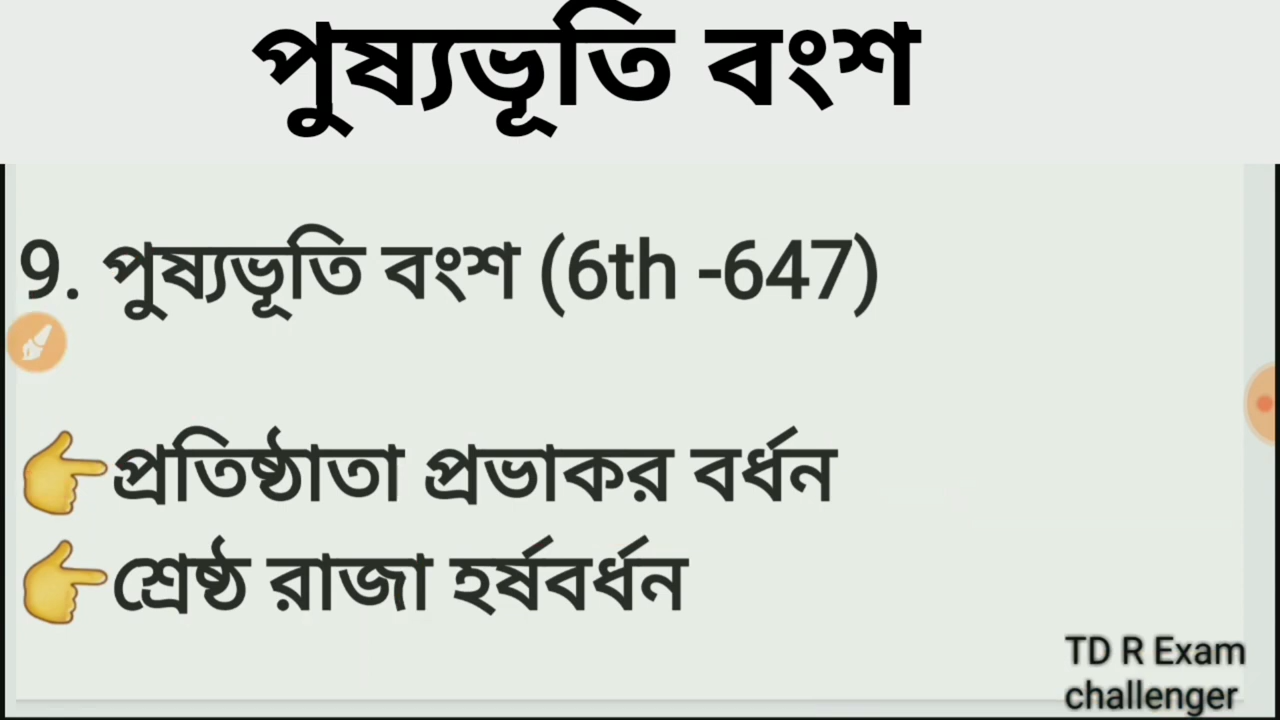 পুষ্যভূতি বংশ
9. পুষ্যভূতি বংশ (6th -647)
👉প্রতিষ্ঠাতা প্রভাকর বর্ধন
👉শ্রেষ্ঠ রাজা হর্ষবর্ধন
TD R Exam
challenger